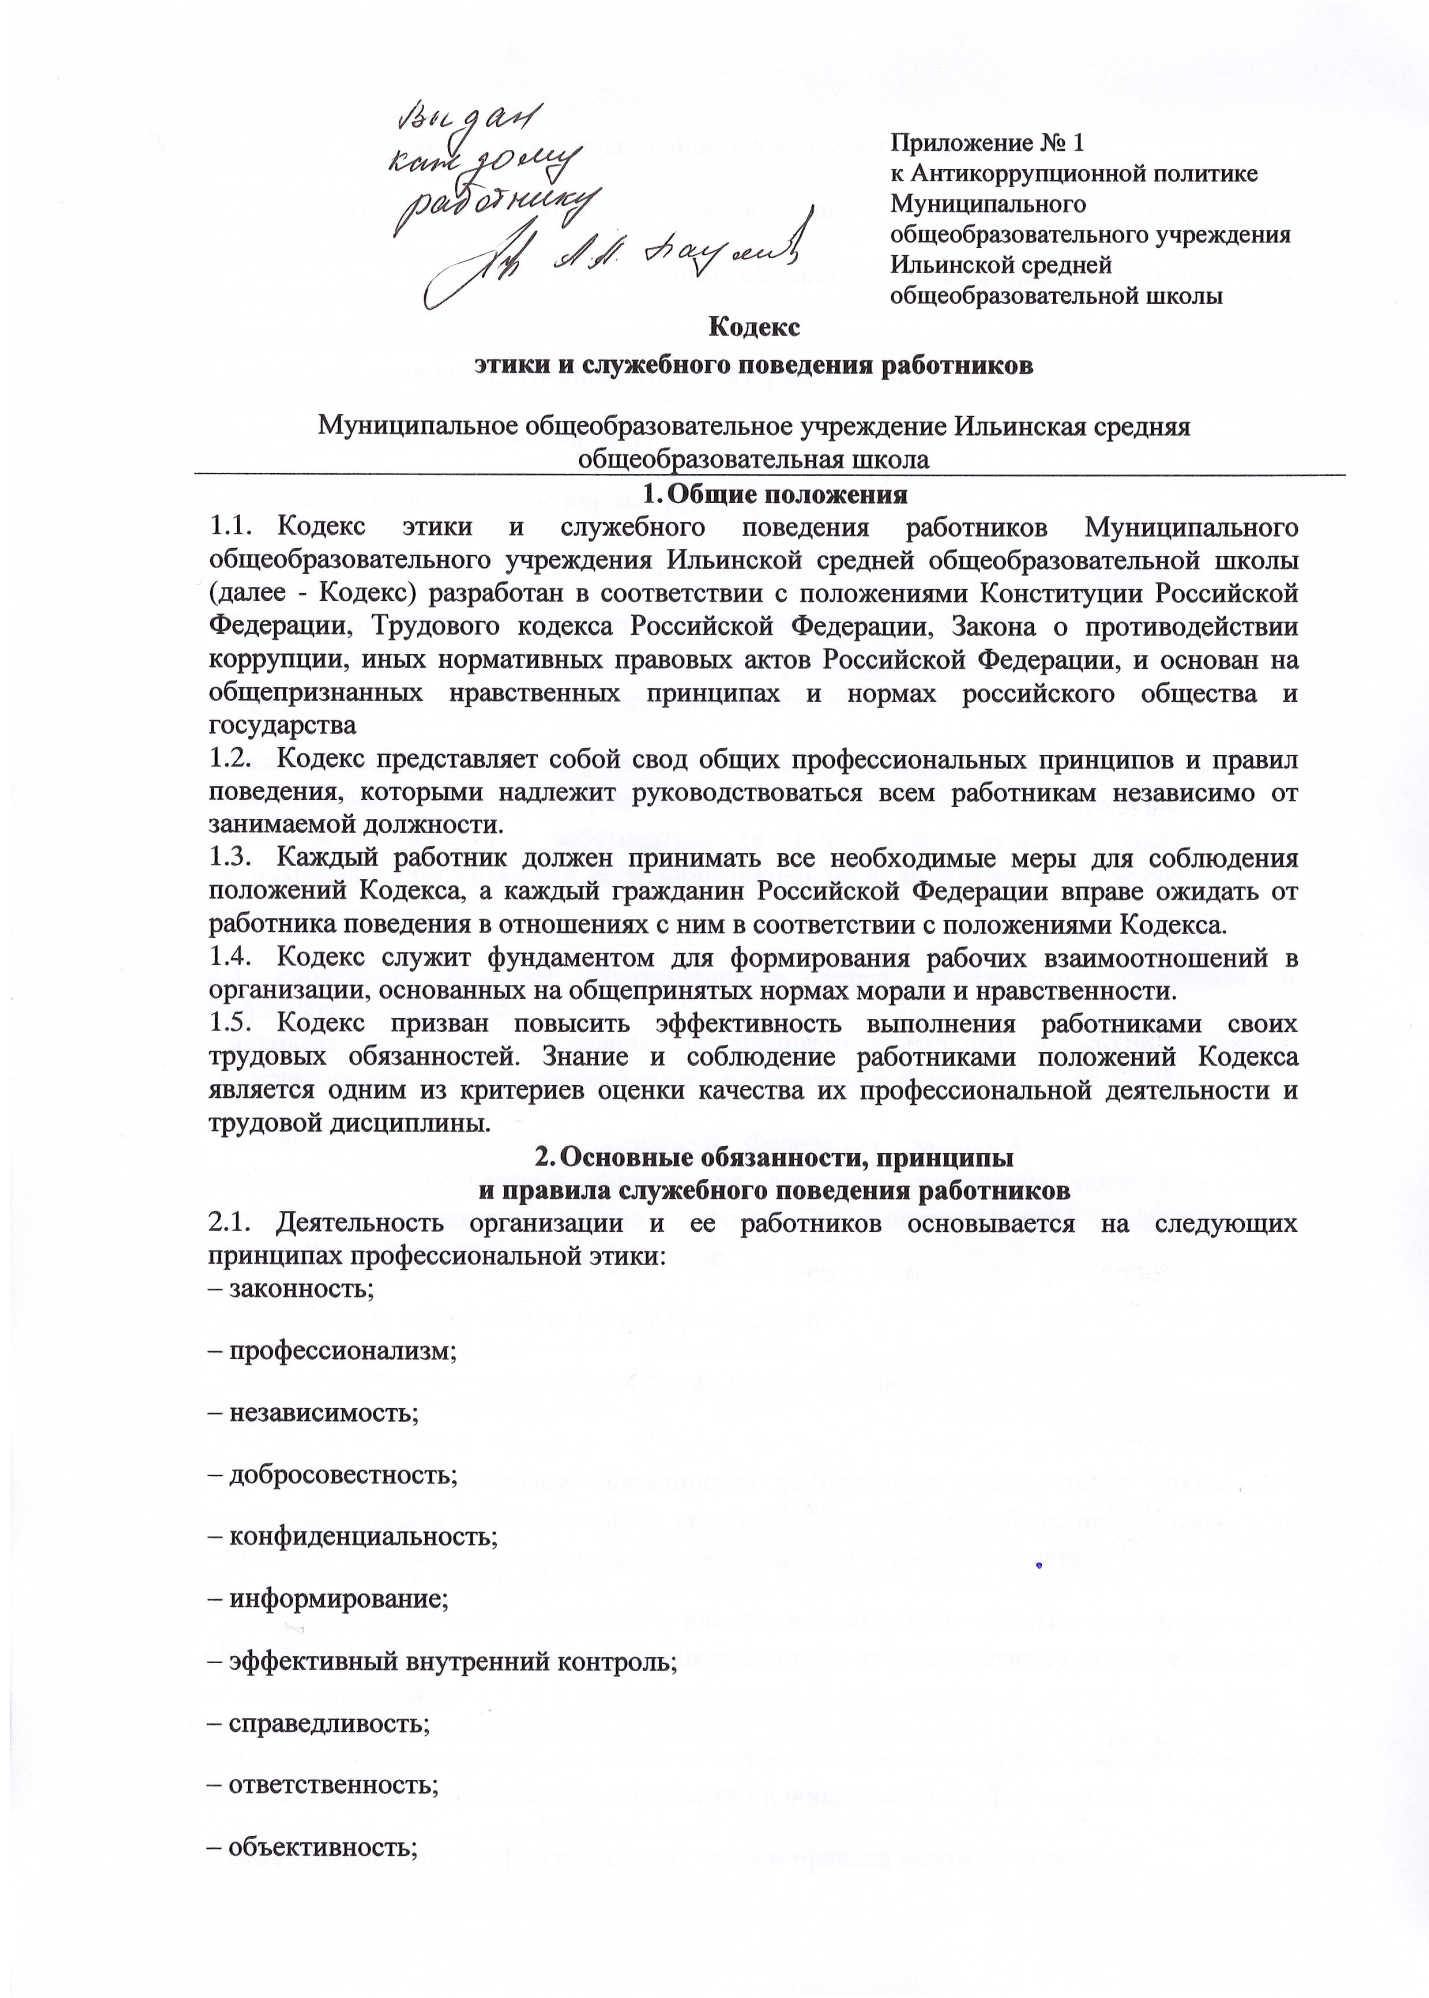 Выдан
каждому
работнику
А.А.
Приложение № 1
к Антикоррупционной политике
Муниципального
общеобразовательного учреждения
Ильинской средней
общеобразовательной школы
Кодекс
этики и служебного поведения работников
Муниципальное общеобразовательное учреждение Ильинская средняя
общеобразовательная школа
1. Общие положения
1.1. Кодекс этики и служебного поведения работников Муниципального
общеобразовательного учреждения Ильинской средней общеобразовательной школы
(далее - Кодекс) разработан в соответствии с положениями Конституции Российской
Федерации, Трудового кодекса Российской Федерации, Закона о противодействии
коррупции, иных нормативных правовых актов Российской Федерации, и основан на
общепризнанных нравственных принципах и нормах российского общества и
государства
1.2. Кодекс представляет собой свод общих профессиональных принципов и правил
поведения, которыми надлежит руководствоваться всем работникам независимо от
занимаемой должности.
1.3. Каждый работник должен принимать все необходимые меры для соблюдения
положений Кодекса, а каждый гражданин Российской Федерации вправе ожидать от
работника поведения в отношениях с ним в соответствии с положениями Кодекса.
1.4. Кодекс служит фундаментом для формирования рабочих взаимоотношений в
организации, основанных на общепринятых нормах морали и нравственности.
1.5. Кодекс призван повысить эффективность выполнения работниками своих
трудовых обязанностей. Знание и соблюдение работниками положений Кодекса
является одним из критериев оценки качества их профессиональной деятельности и
трудовой дисциплины.
2. Основные обязанности, принципы
и правила служебного поведения работников
2.1. Деятельность организации и ее работников основывается на следующих
принципах профессиональной этики:
– законность;
– профессионализм;
– независимость;
– добросовестность;
– конфиденциальность;
– информирование;
– эффективный внутренний контроль;
– справедливость;
– ответственность;
– объективность;